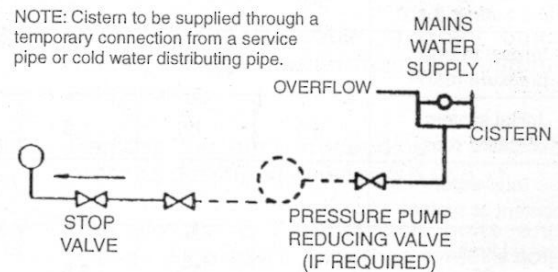 NOTE: Cistern to be supplied through a
temporary connection from a service
pipe or cold water distributing pipe.
MAINS
WATER
SUPPLY
OVERFLOW
CISTERN
STOP
VALVE
PRESSURE PUMP
REDUCING VALVE
(IF REQUIRED)